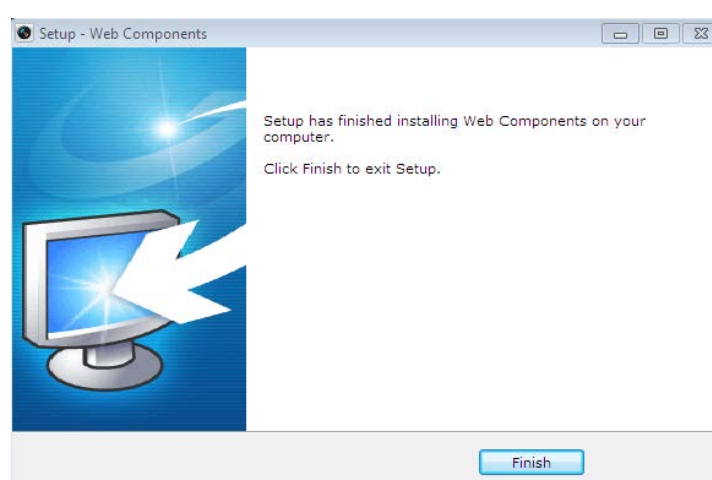 Setup - Web Components
Setup has finished installing Web Components on your
computer.
Click Finish to exit Setup.
Finish